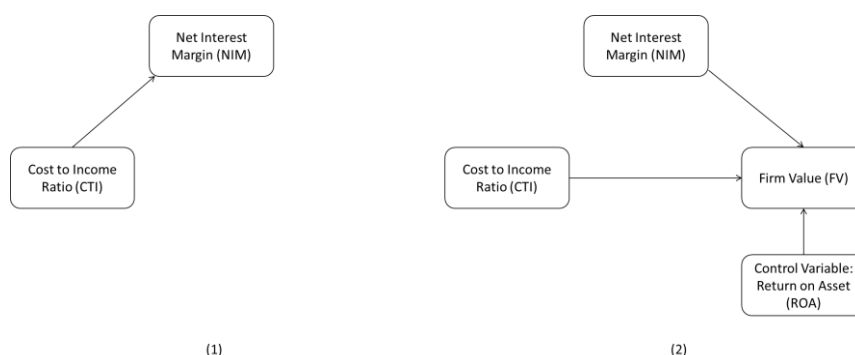 Net Interest
Margin (NIM)
Cost to Income
Ratio (CTI)
(1)
Net Interest
Margin (NIM)
Cost to Income
Ratio (CTI)
Firm Value (FV)
Control Variable:
Return on Asset
(ROA)
(2)